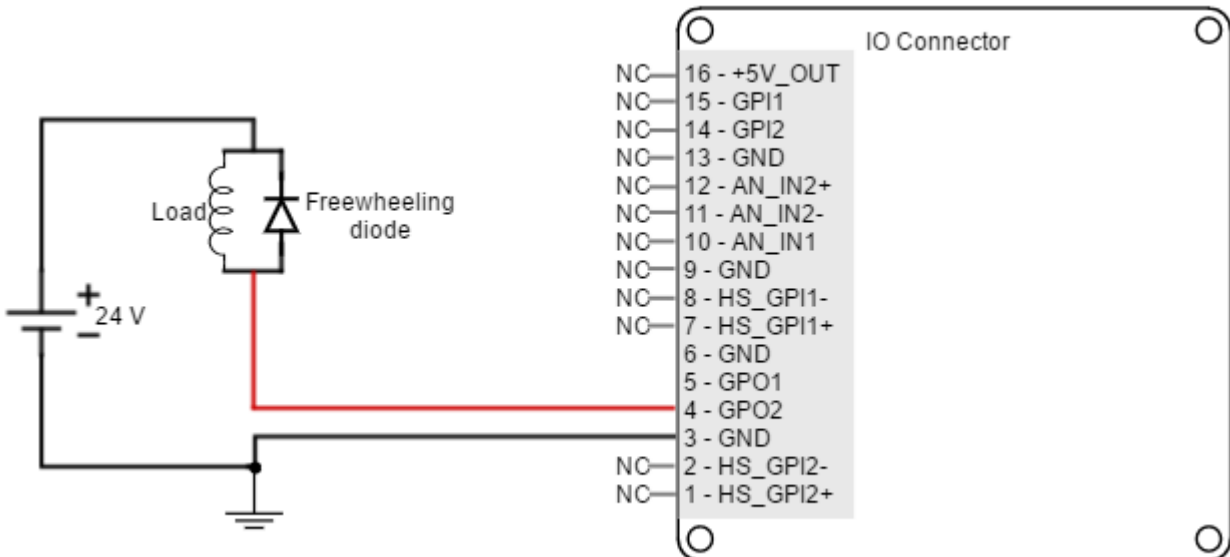 IO Connector
NC 16 - +5V_OUT
NC 15 - GPI1
NC 14 - GPI2
NC 13 - GND
NC 12 - AN_IN2+
NC 11 - AN_IN2-
NC 10 - AN_IN1
NC 9 - GND
NC 8 - HS_GPI1-
NC 7 - HS_GPI1+
6 - GND
5 - GPO1
4 - GPO2
3 - GND
NC 2 - HS_GPI2-
NC 1 - HS_GPI2+
Load
Freewheeling
diode
+
24 V
−